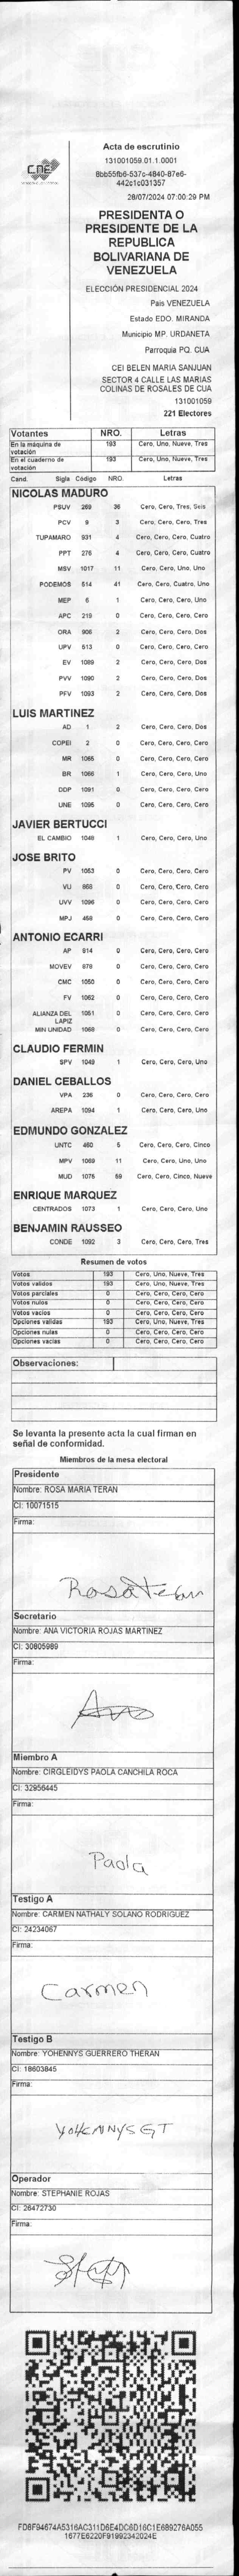 CNE
Acta de escrutinio
131001059.01.1.0001
8bb55fb6-537c-4840-87e6-
442c1c031357
28/07/2024 07:00:29 PM
PRESIDENTA O
PRESIDENTE DE LA
REPUBLICA
BOLIVARIANA DE
VENEZUELA
ELECCIÓN PRESIDENCIAL 2024
Pais VENEZUELA
Estado EDO. MIRANDA
Municipio MP. URDANETA
Parroquia PQ. CUA
CEI BELEN MARIA SANJUAN
SECTOR 4 CALLE LAS MARIAS
COLINAS DE ROSALES DE CUA
131001059
221 Electores
Votantes NRO. Letras
En la máquina de votación 193 Cero, Uno, Nueve, Tres
En el cuaderno de votación 193 Cero, Uno, Nueve, Tres
Cand. Sigla Código NRO. Letras
NICOLAS MADURO
PSUV 269 36 Cero, Cero, Tres, Seis
PCV 9 3 Cero, Cero, Cero, Tres
TUPAMARO 931 4 Cero, Cero, Cero, Cuatro
PPT 276 4 Cero, Cero, Cero, Cuatro
MSV 1017 11 Cero, Cero, Uno, Uno
PODEMOS 514 41 Cero, Cero, Cuatro, Uno
MEP 6 1 Cero, Cero, Cero, Uno
APC 219 0 Cero, Cero, Cero, Cero
ORA 906 2 Cero, Cero, Cero, Dos
UPV 513 0 Cero, Cero, Cero, Cero
EV 1089 2 Cero, Cero, Cero, Dos
PVV 1090 2 Cero, Cero, Cero, Dos
PFV 1093 2 Cero, Cero, Cero, Dos
LUIS MARTINEZ
AD 1 2 Cero, Cero, Cero, Dos
COPEI 2 0 Cero, Cero, Cero, Cero
MR 1065 0 Cero, Cero, Cero, Cero
BR 1066 1 Cero, Cero, Cero, Uno
DDP 1091 0 Cero, Cero, Cero, Cero
UNE 1095 0 Cero, Cero, Cero, Cero
JAVIER BERTUCCI
EL CAMBIO 1049 1 Cero, Cero, Cero, Uno
JOSE BRITO
PV 1053 0 Cero, Cero, Cero, Cero
VU 868 0 Cero, Cero, Cero, Cero
UVV 1096 0 Cero, Cero, Cero, Cero
MPJ 458 0 Cero, Cero, Cero, Cero
ANTONIO ECARRI
AP 814 0 Cero, Cero, Cero, Cero
MOVEV 978 0 Cero, Cero, Cero, Cero
CMC 1050 0 Cero, Cero, Cero, Cero
FV 1062 0 Cero, Cero, Cero, Cero
ALIANZA DEL LAPIZ 1051 0 Cero, Cero, Cero, Cero
MIN UNIDAD 1068 0 Cero, Cero, Cero, Cero
CLAUDIO FERMIN
SPV 1049 1 Cero, Cero, Cero, Uno
DANIEL CEBALLOS
VPA 236 0 Cero, Cero, Cero, Cero
AREPA 1094 1 Cero, Cero, Cero, Uno
EDMUNDO GONZALEZ
UNTC 460 5 Cero, Cero, Cero, Cinco
MPV 1069 11 Cero, Cero, Uno, Uno
MUD 1075 59 Cero, Cero, Cinco, Nueve
ENRIQUE MARQUEZ
CENTRADOS 1073 1 Cero, Cero, Cero, Uno
BENJAMIN RAUSSEO
CONDE 1092 3 Cero, Cero, Cero, Tres
Resumen de votos
Votos 193 Cero, Uno, Nueve, Tres
Votos validos 193 Cero, Uno, Nueve, Tres
Votos parciales 0 Cero, Cero, Cero, Cero
Votos nulos 0 Cero, Cero, Cero, Cero
Votos vacios 0 Cero, Cero, Cero, Cero
Opciones validas 193 Cero, Uno, Nueve, Tres
Opciones nulas 0 Cero, Cero, Cero, Cero
Opciones vacias 0 Cero, Cero, Cero, Cero
Observaciones:
Se levanta la presente acta la cual firman en
señal de conformidad.
Miembros de la mesa electoral
Presidente
Nombre: ROSA MARIA TERAN
CI: 10071515
Firma:
Rosa Teran
Secretario
Nombre: ANA VICTORIA ROJAS MARTINEZ
CI: 30805989
Firma:
Miembro A
Nombre: CIRGLEIDYS PAOLA CANCHILA ROCA
CI: 32956445
Firma:
Paola
Testigo A
Nombre: CARMEN NATHALY SOLANO RODRIGUEZ
CI: 24234067
Firma:
Carmen
Testigo B
Nombre: YOHENNYS GUERRERO THERAN
CI: 18603845
Firma:
YOHENNYS GT
Operador
Nombre: STEPHANIE ROJAS
CI: 26472730
Firma:
FD8F94674A5316AC311D6E4DC6D16C1E689276A055
1677E6220F91992342024E